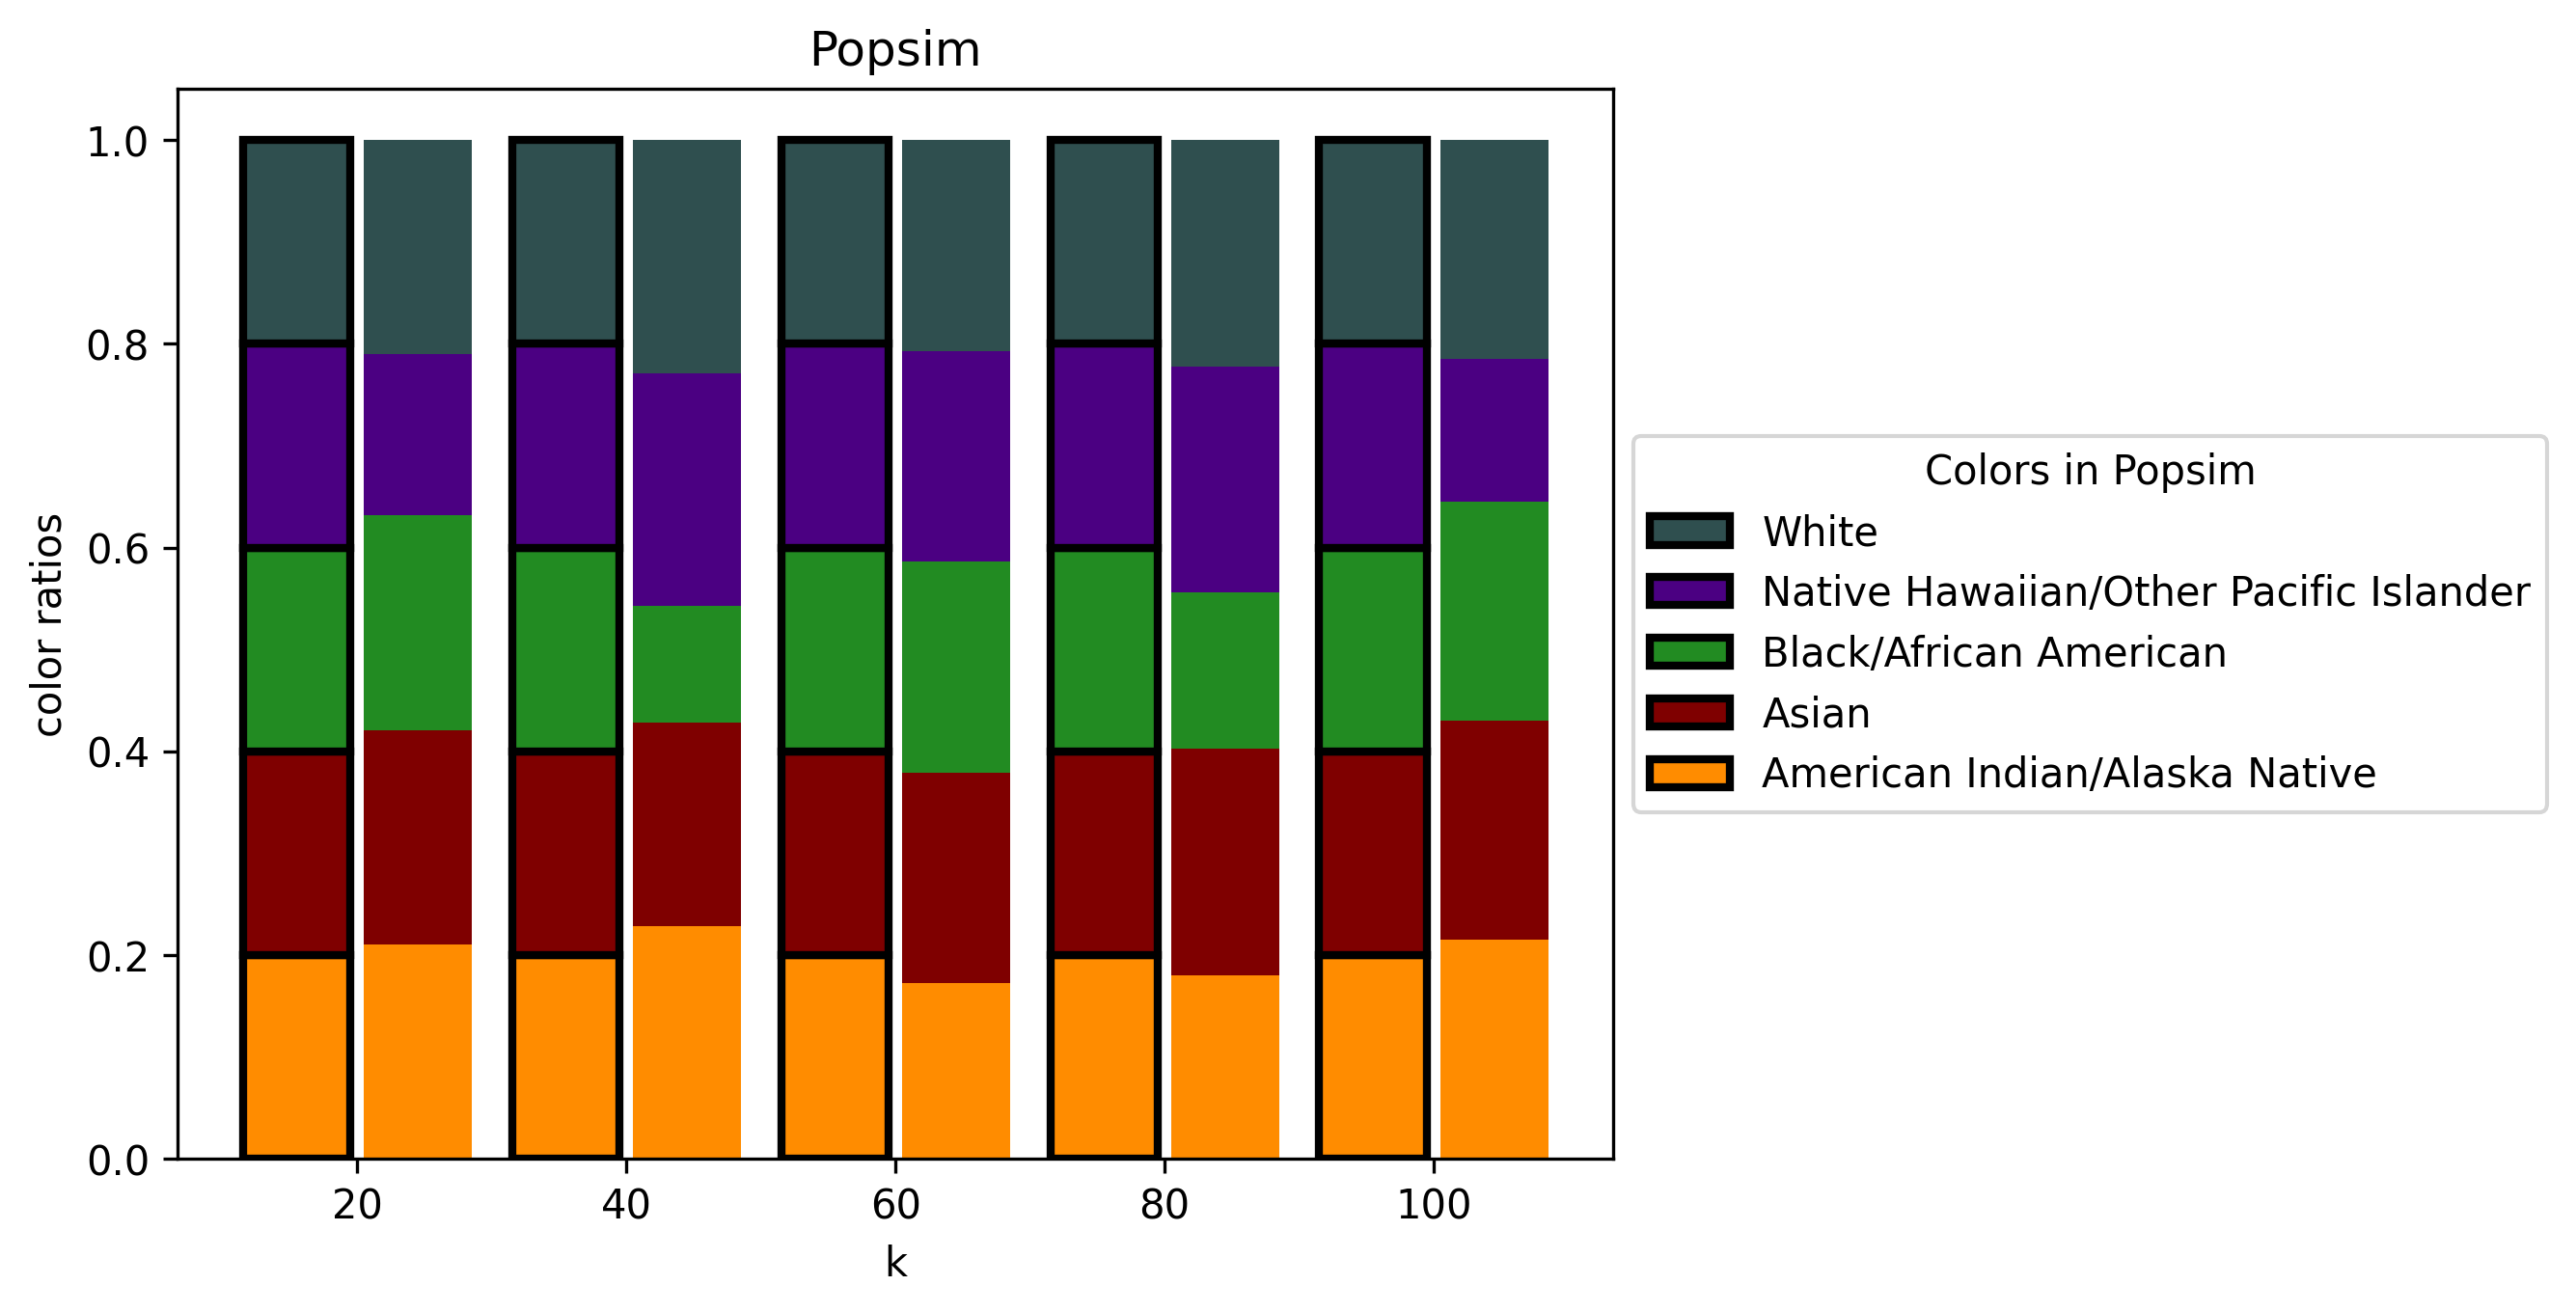 Popsim
1.0
0.8
0.6
0.4
0.2
0.0
color ratios
20 40 60 80 100
k
Colors in Popsim
White
Native Hawaiian/Other Pacific Islander
Black/African American
Asian
American Indian/Alaska Native